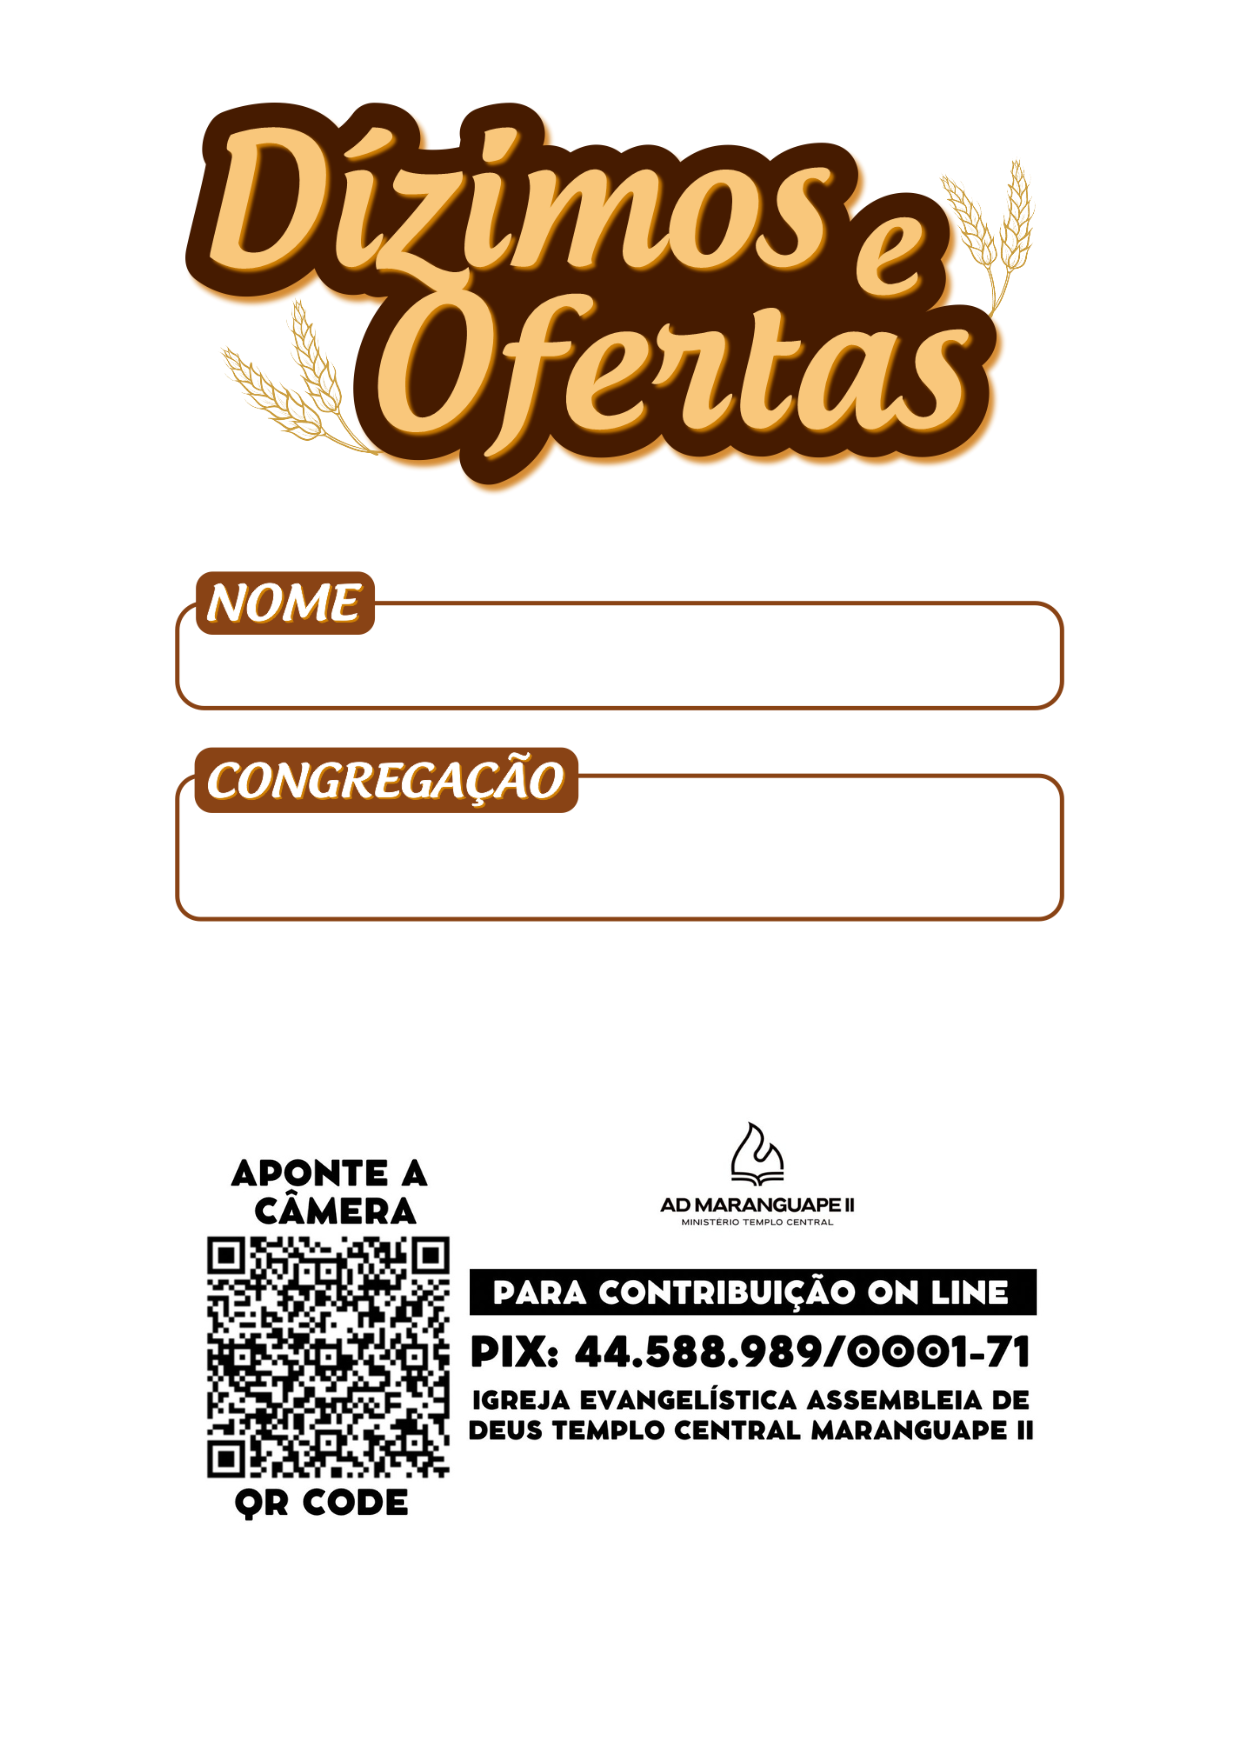 Dízimos e
Ofertas
NOME
CONGREGAÇÃO
APONTE A
CÂMERA
QR CODE
AD MARANGUAPE II
MINISTÉRIO TEMPLO CENTRAL
PARA CONTRIBUIÇÃO ON LINE
PIX: 44.588.989/0001-71
IGREJA EVANGELÍSTICA ASSEMBLEIA DE
DEUS TEMPLO CENTRAL MARANGUAPE II